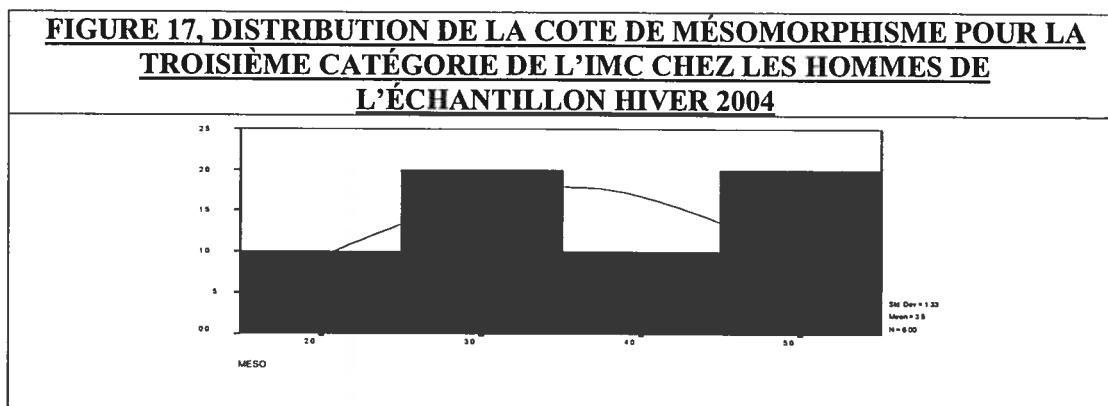 FIGURE 17, DISTRIBUTION DE LA COTE DE MÉSOMORPHISME POUR LA
TROISIÈME CATÉGORIE DE L'IMC CHEZ LES HOMMES DE
L'ÉCHANTILLON HIVER 2004
2.5
2.0
1.5
1.0
.5
0.0
2.0 3.0 4.0 5.0
Std. Dev = 1.33
Mean = 3.5
N = 6.00
MESO